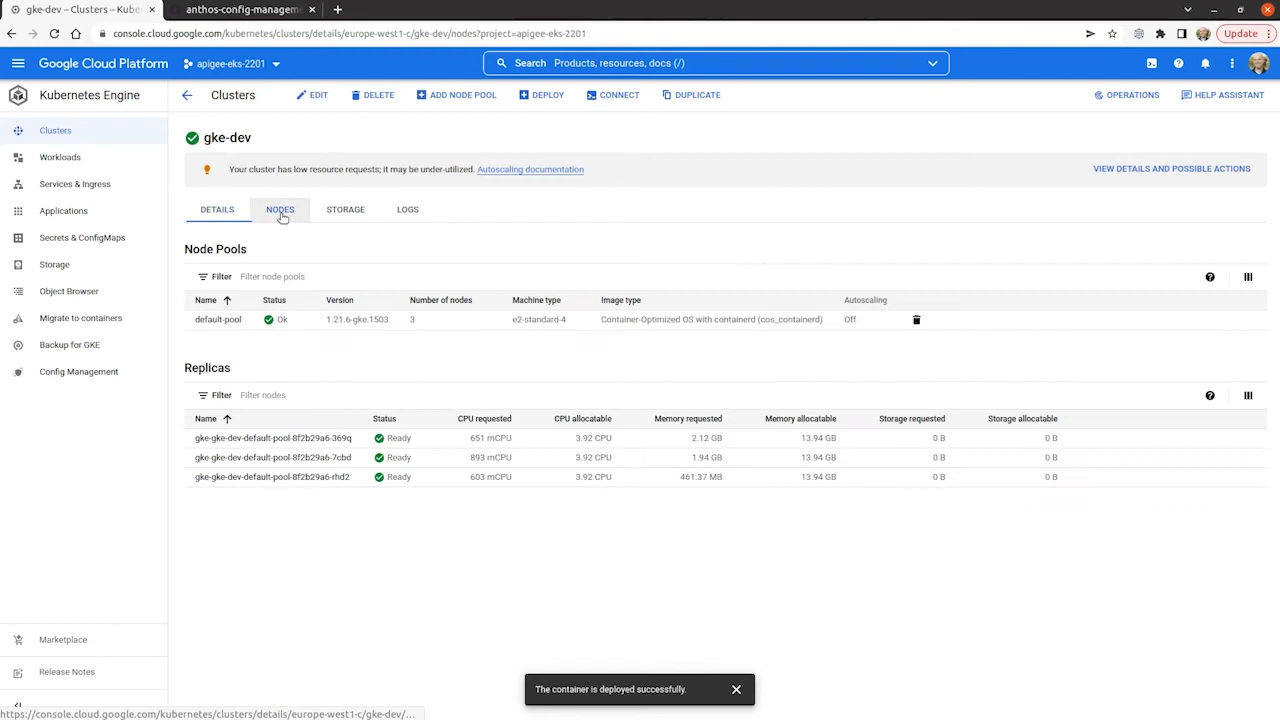 gke-dev – Clusters – Kube
anthos-config-manageme
console.cloud.google.com/kubernetes/clusters/details/europe-west1-c/gke-dev/nodes?project=apigee-eks-2201
Update
Google Cloud Platform
apigee-eks-2201
Search Products, resources, docs (/)
Kubernetes Engine
Clusters
EDIT
DELETE
ADD NODE POOL
DEPLOY
CONNECT
DUPLICATE
OPERATIONS
HELP ASSISTANT
Clusters
Workloads
Services & Ingress
Applications
Secrets & ConfigMaps
Storage
Object Browser
Migrate to containers
Backup for GKE
Config Management
Marketplace
Release Notes
gke-dev
Your cluster has low resource requests; it may be under-utilized. Autoscaling documentation
VIEW DETAILS AND POSSIBLE ACTIONS
DETAILS NODES STORAGE LOGS
Node Pools
Filter Filter node pools
Name Status Version Number of nodes Machine type Image type Autoscaling
default-pool Ok 1.21.6-gke.1503 3 e2-standard-4 Container-Optimized OS with containerd (cos_containerd) Off
Replicas
Filter Filter nodes
Name Status CPU requested CPU allocatable Memory requested Memory allocatable Storage requested Storage allocatable
gke-gke-dev-default-pool-8f2b29a6-369q Ready 651 mCPU 3.92 CPU 2.12 GB 13.94 GB 0 B 0 B
gke-gke-dev-default-pool-8f2b29a6-7cbd Ready 893 mCPU 3.92 CPU 1.94 GB 13.94 GB 0 B 0 B
gke-gke-dev-default-pool-8f2b29a6-rhd2 Ready 603 mCPU 3.92 CPU 461.37 MB 13.94 GB 0 B 0 B
The container is deployed successfully.
https://console.cloud.google.com/kubernetes/clusters/details/europe-west1-c/gke-dev/...